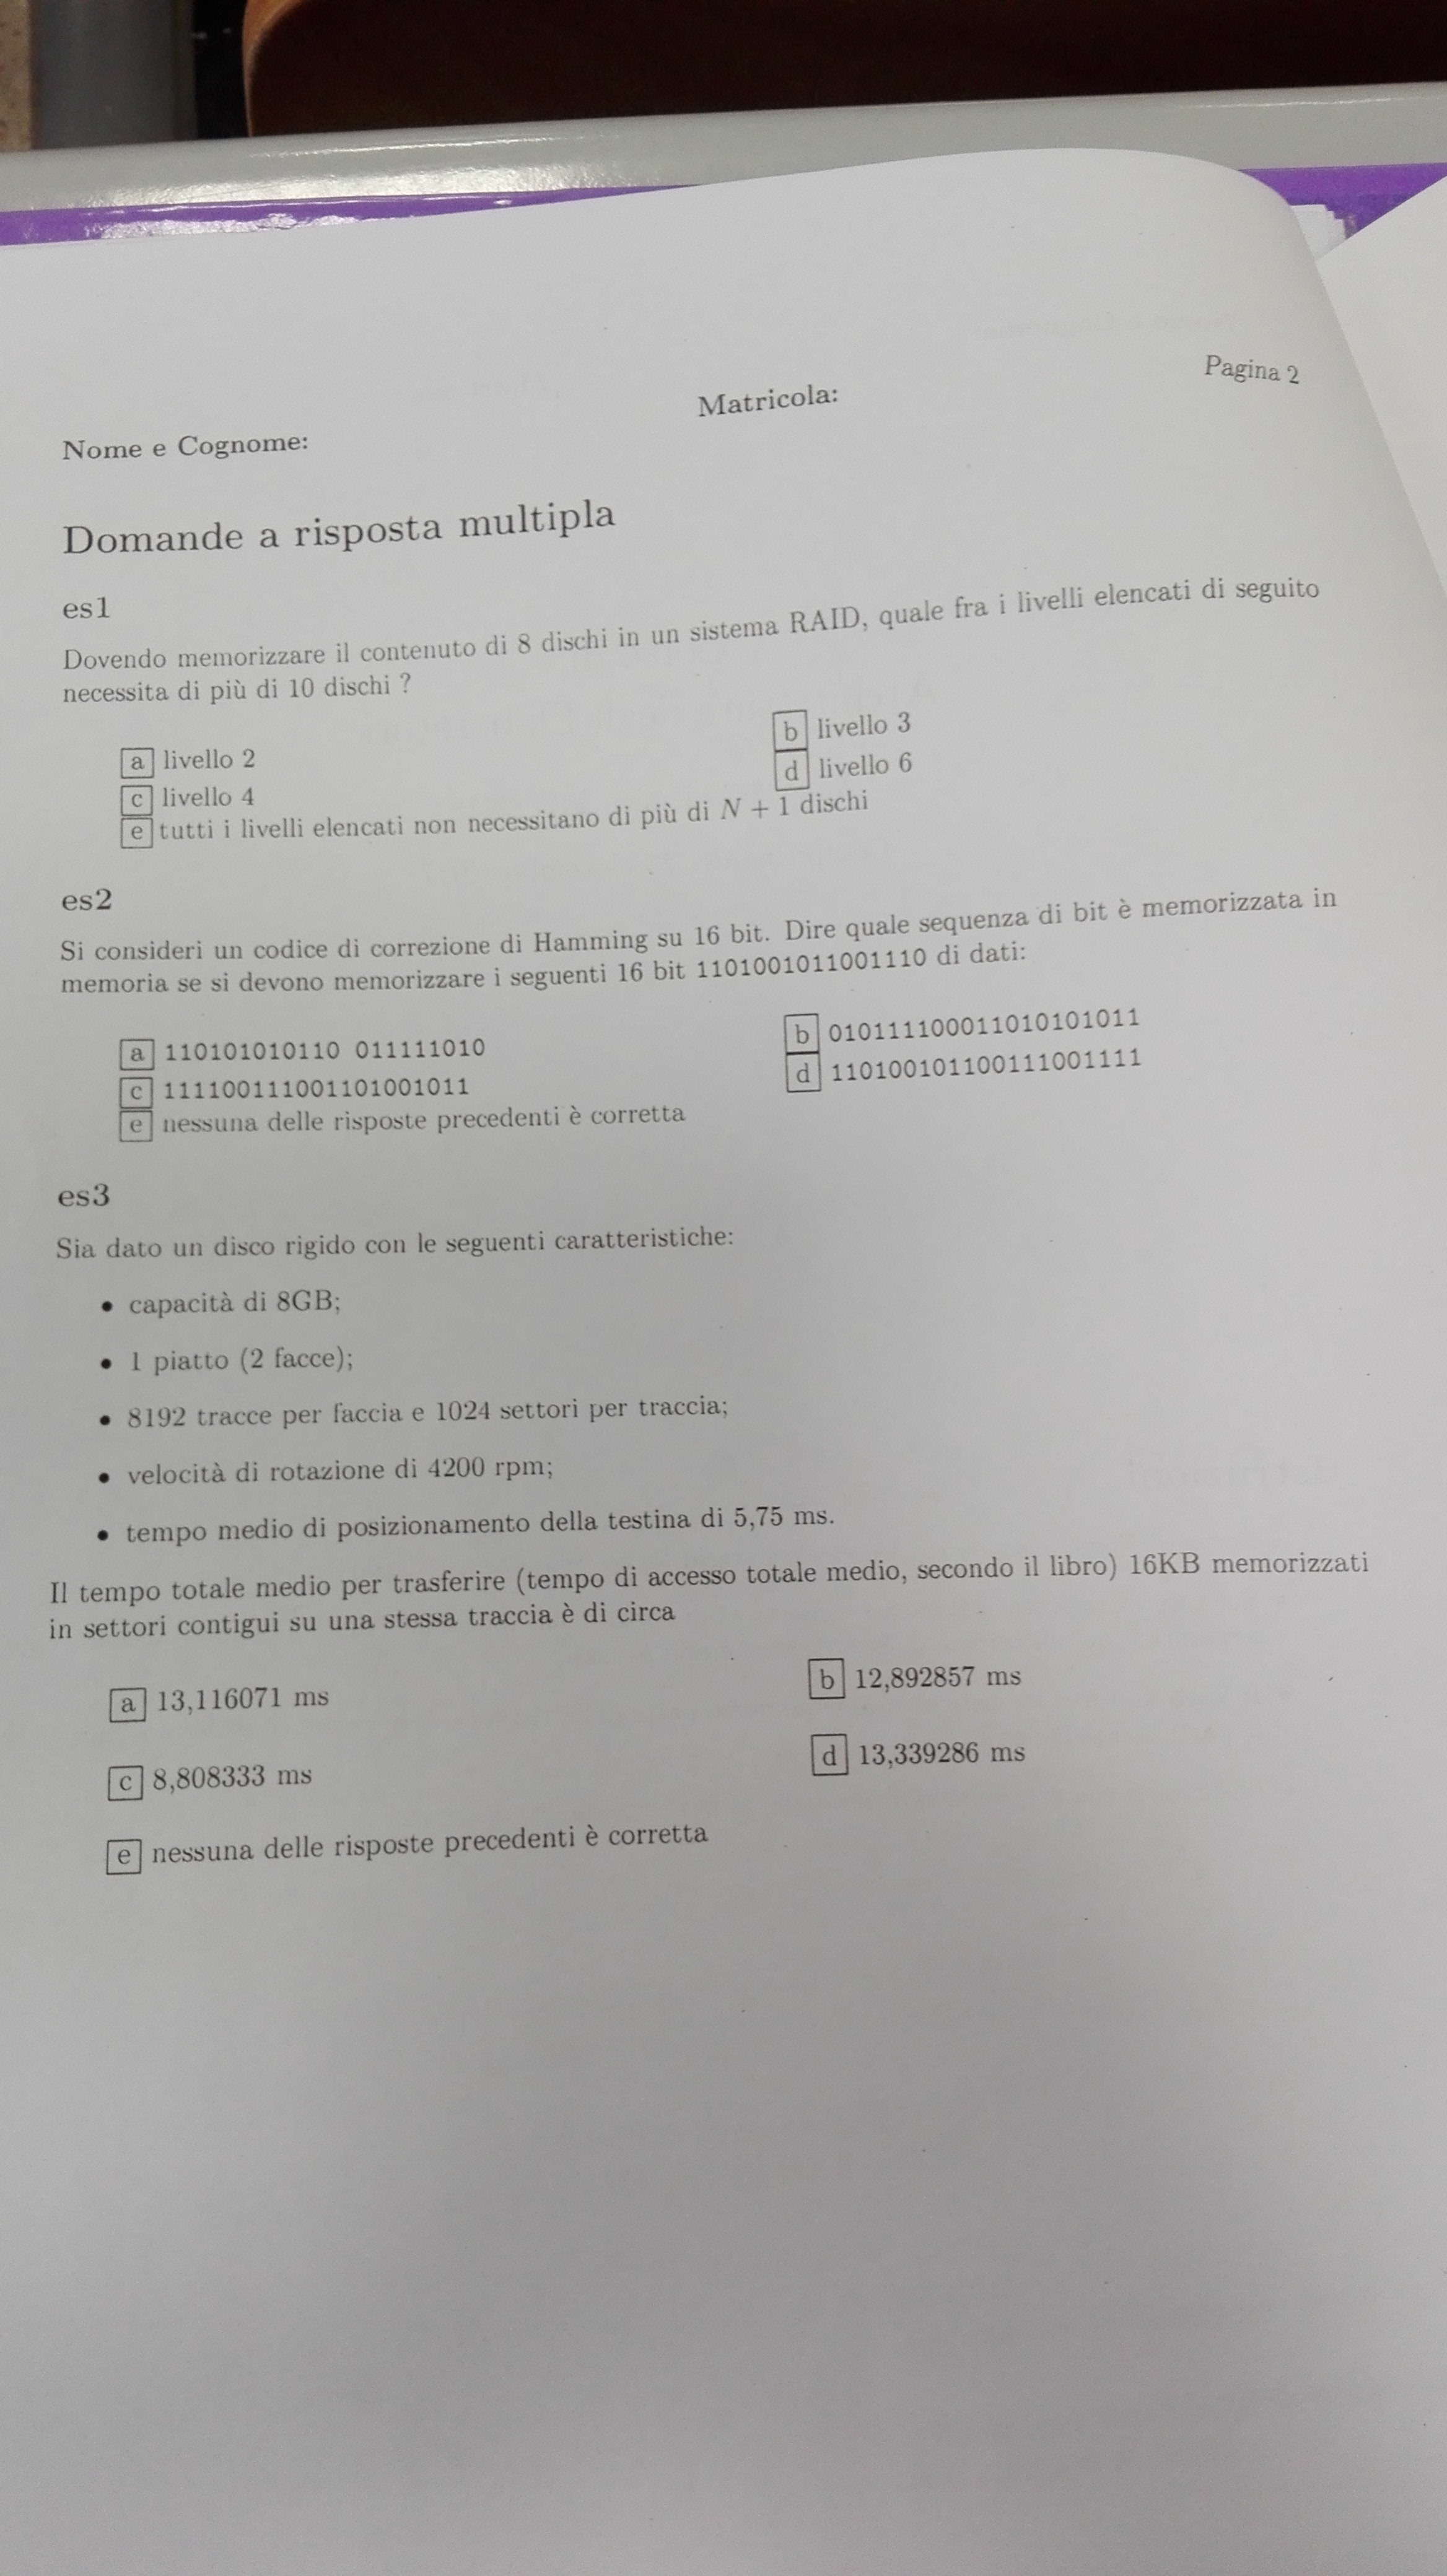 Pagina 2
Nome e Cognome: Matricola:
Domande a risposta multipla
es1
Dovendo memorizzare il contenuto di 8 dischi in un sistema RAID, quale fra i livelli elencati di seguito
necessita di più di 10 dischi ?
a livello 2 b livello 3
c livello 4 d livello 6
e tutti i livelli elencati non necessitano di più di N + 1 dischi
es2
Si consideri un codice di correzione di Hamming su 16 bit. Dire quale sequenza di bit è memorizzata in
memoria se si devono memorizzare i seguenti 16 bit 1101001011001110 di dati:
a 110101010110 011111010 b 010111100011010101011
c 111100111001101001011 d 110100101100111001111
e nessuna delle risposte precedenti è corretta
es3
Sia dato un disco rigido con le seguenti caratteristiche:
• capacità di 8GB;
• 1 piatto (2 facce);
• 8192 tracce per faccia e 1024 settori per traccia;
• velocità di rotazione di 4200 rpm;
• tempo medio di posizionamento della testina di 5,75 ms.
Il tempo totale medio per trasferire (tempo di accesso totale medio, secondo il libro) 16KB memorizzati
in settori contigui su una stessa traccia è di circa
a 13,116071 ms b 12,892857 ms
c 8,808333 ms d 13,339286 ms
e nessuna delle risposte precedenti è corretta